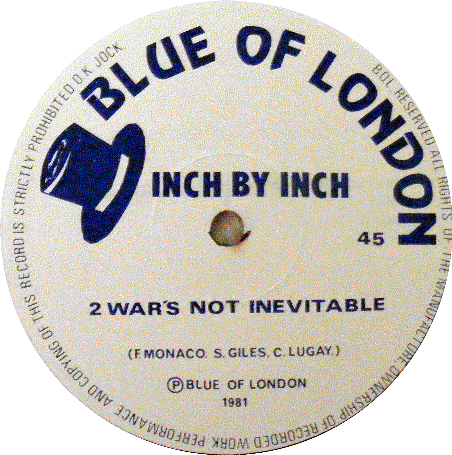 BLUE OF LONDON
INCH BY INCH
45
2 WAR'S NOT INEVITABLE
(F. MONACO. S. GILES, C. LUGAY.)
Ⓟ BLUE OF LONDON
1981
BOL RESERVED ALL RIGHTS OF THE MANUFACTURE OWNERSHIP OF RECORDED WORK PERFORMANCE AND COPYING OF THIS RECORD IS STRICILY PROHIBITED O.K. JOCK